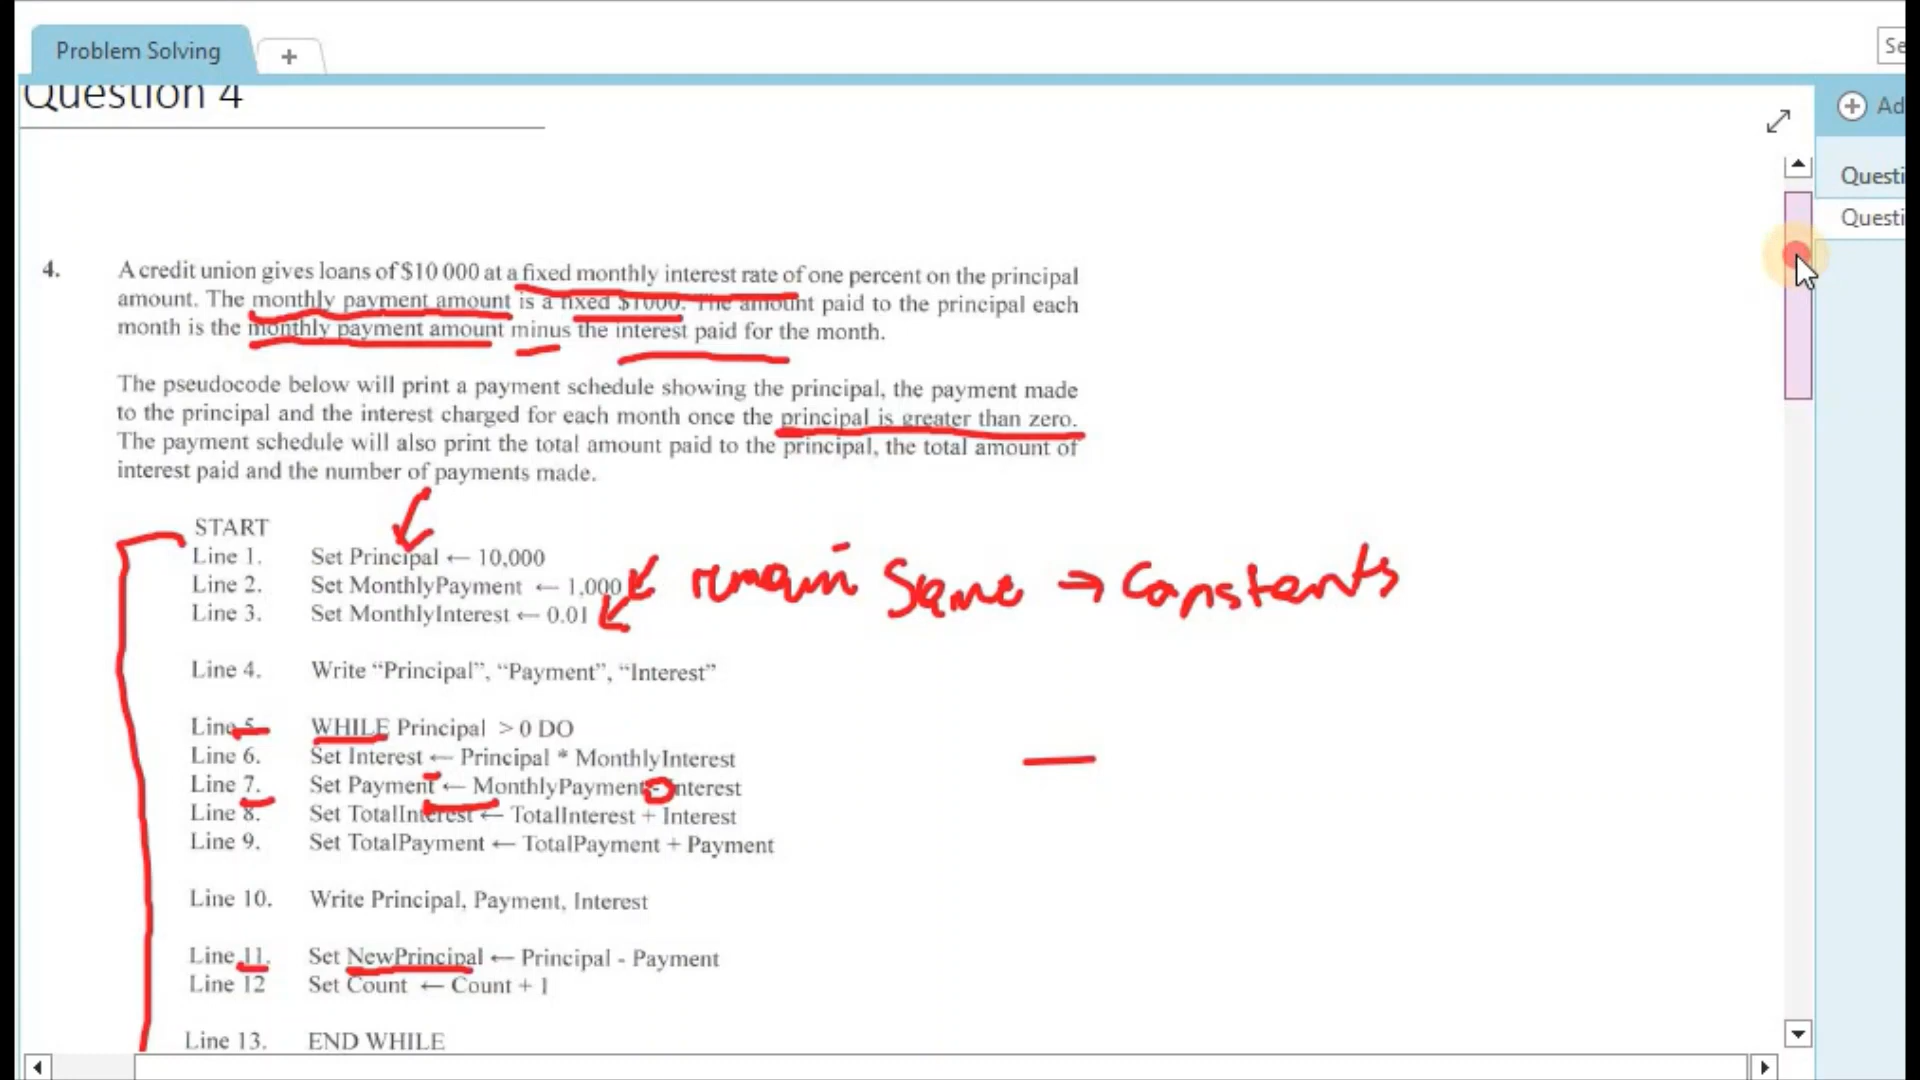 Problem Solving +
Se
Question 4
Ad
Questi
Questi
4. A credit union gives loans of $10 000 at a fixed monthly interest rate of one percent on the principal
amount. The monthly payment amount is a fixed $1000. The amount paid to the principal each
month is the monthly payment amount minus the interest paid for the month.
The pseudocode below will print a payment schedule showing the principal, the payment made
to the principal and the interest charged for each month once the principal is greater than zero.
The payment schedule will also print the total amount paid to the principal, the total amount of
interest paid and the number of payments made.
START
Line 1. Set Principal ← 10,000
Line 2. Set MonthlyPayment ← 1,000
remain Same → Constants
Line 3. Set MonthlyInterest ← 0.01
Line 4. Write “Principal”, “Payment”, “Interest”
Line 5. WHILE Principal > 0 DO
Line 6. Set Interest ← Principal * MonthlyInterest
Line 7. Set Payment ← MonthlyPayment - Interest
Line 8. Set TotalInterest ← TotalInterest + Interest
Line 9. Set TotalPayment ← TotalPayment + Payment
Line 10. Write Principal, Payment, Interest
Line 11. Set NewPrincipal ← Principal - Payment
Line 12 Set Count ← Count + 1
Line 13. END WHILE